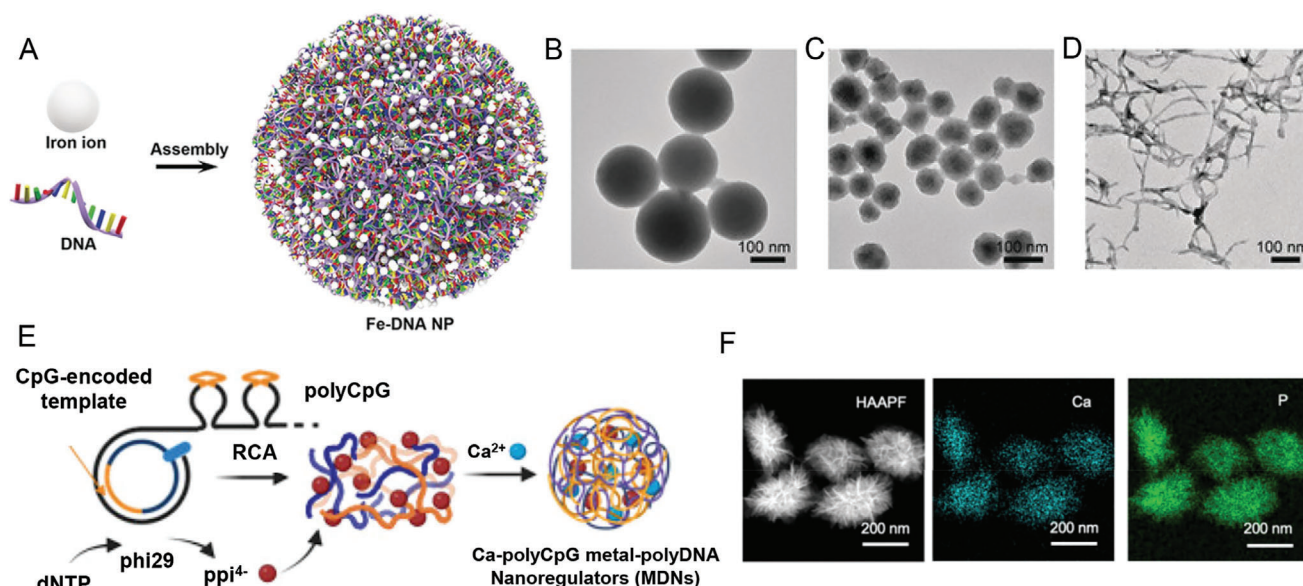 A
Iron ion
DNA
Assembly
Fe-DNA NP
B
100 nm
C
100 nm
D
100 nm
E
CpG-encoded
template
polyCpG
RCA
Ca2+
dNTP
phi29
ppi4-
Ca-polyCpG metal-polyDNA
Nanoregulators (MDNs)
F
HAAPF
200 nm
Ca
200 nm
P
200 nm